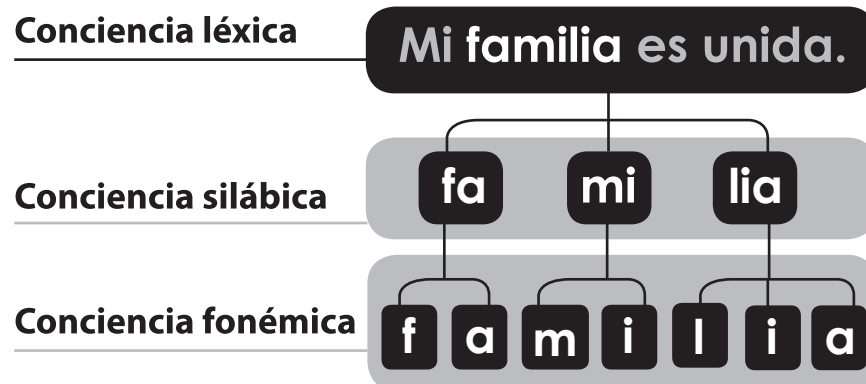 Conciencia léxica
Mi familia es unida.
Conciencia silábica
fa mi lia
Conciencia fonémica
f a m i l i a